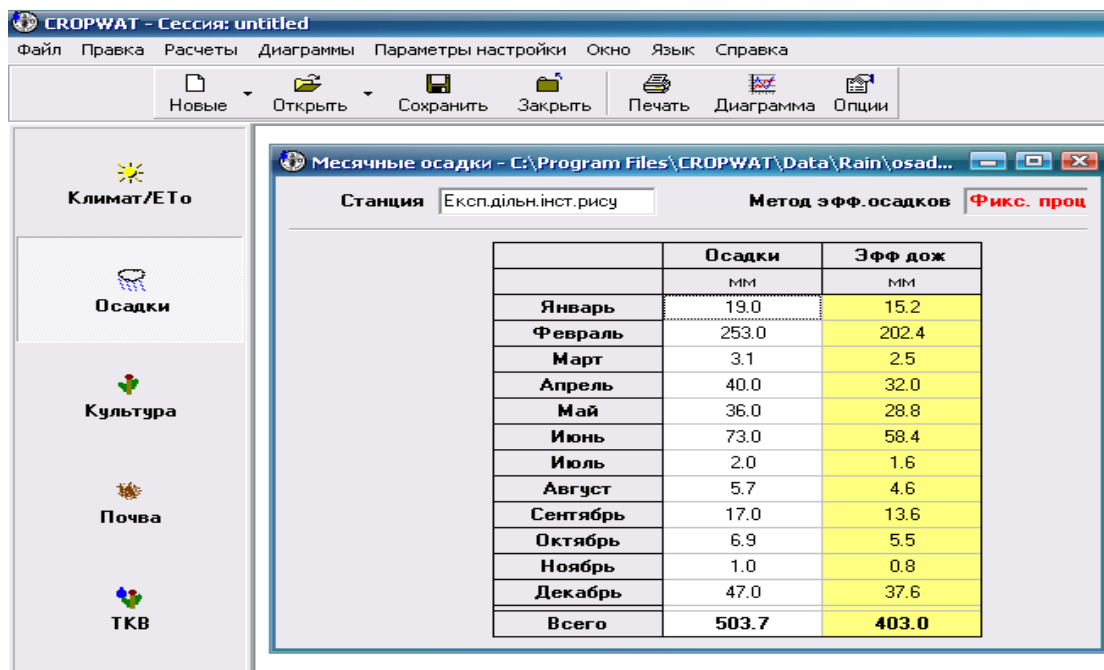 CROPWAT - Сессия: untitled
Файл Правка Расчеты Диаграммы Параметры настройки Окно Язык Справка
Новые Открыть Сохранить Закрыть Печать Диаграмма Опции
Климат/ЕТо
Осадки
Культура
Почва
ТКВ
Месячные осадки - C:\Program Files\CROPWAT\Data\Rain\osad...
Станция Експ.дільн.інст.рису Метод эфф.осадков Фикс. проц
Осадки Эфф дож
мм мм
Январь 19.0 15.2
Февраль 253.0 202.4
Март 3.1 2.5
Апрель 40.0 32.0
Май 36.0 28.8
Июнь 73.0 58.4
Июль 2.0 1.6
Август 5.7 4.6
Сентябрь 17.0 13.6
Октябрь 6.9 5.5
Ноябрь 1.0 0.8
Декабрь 47.0 37.6
Всего 503.7 403.0